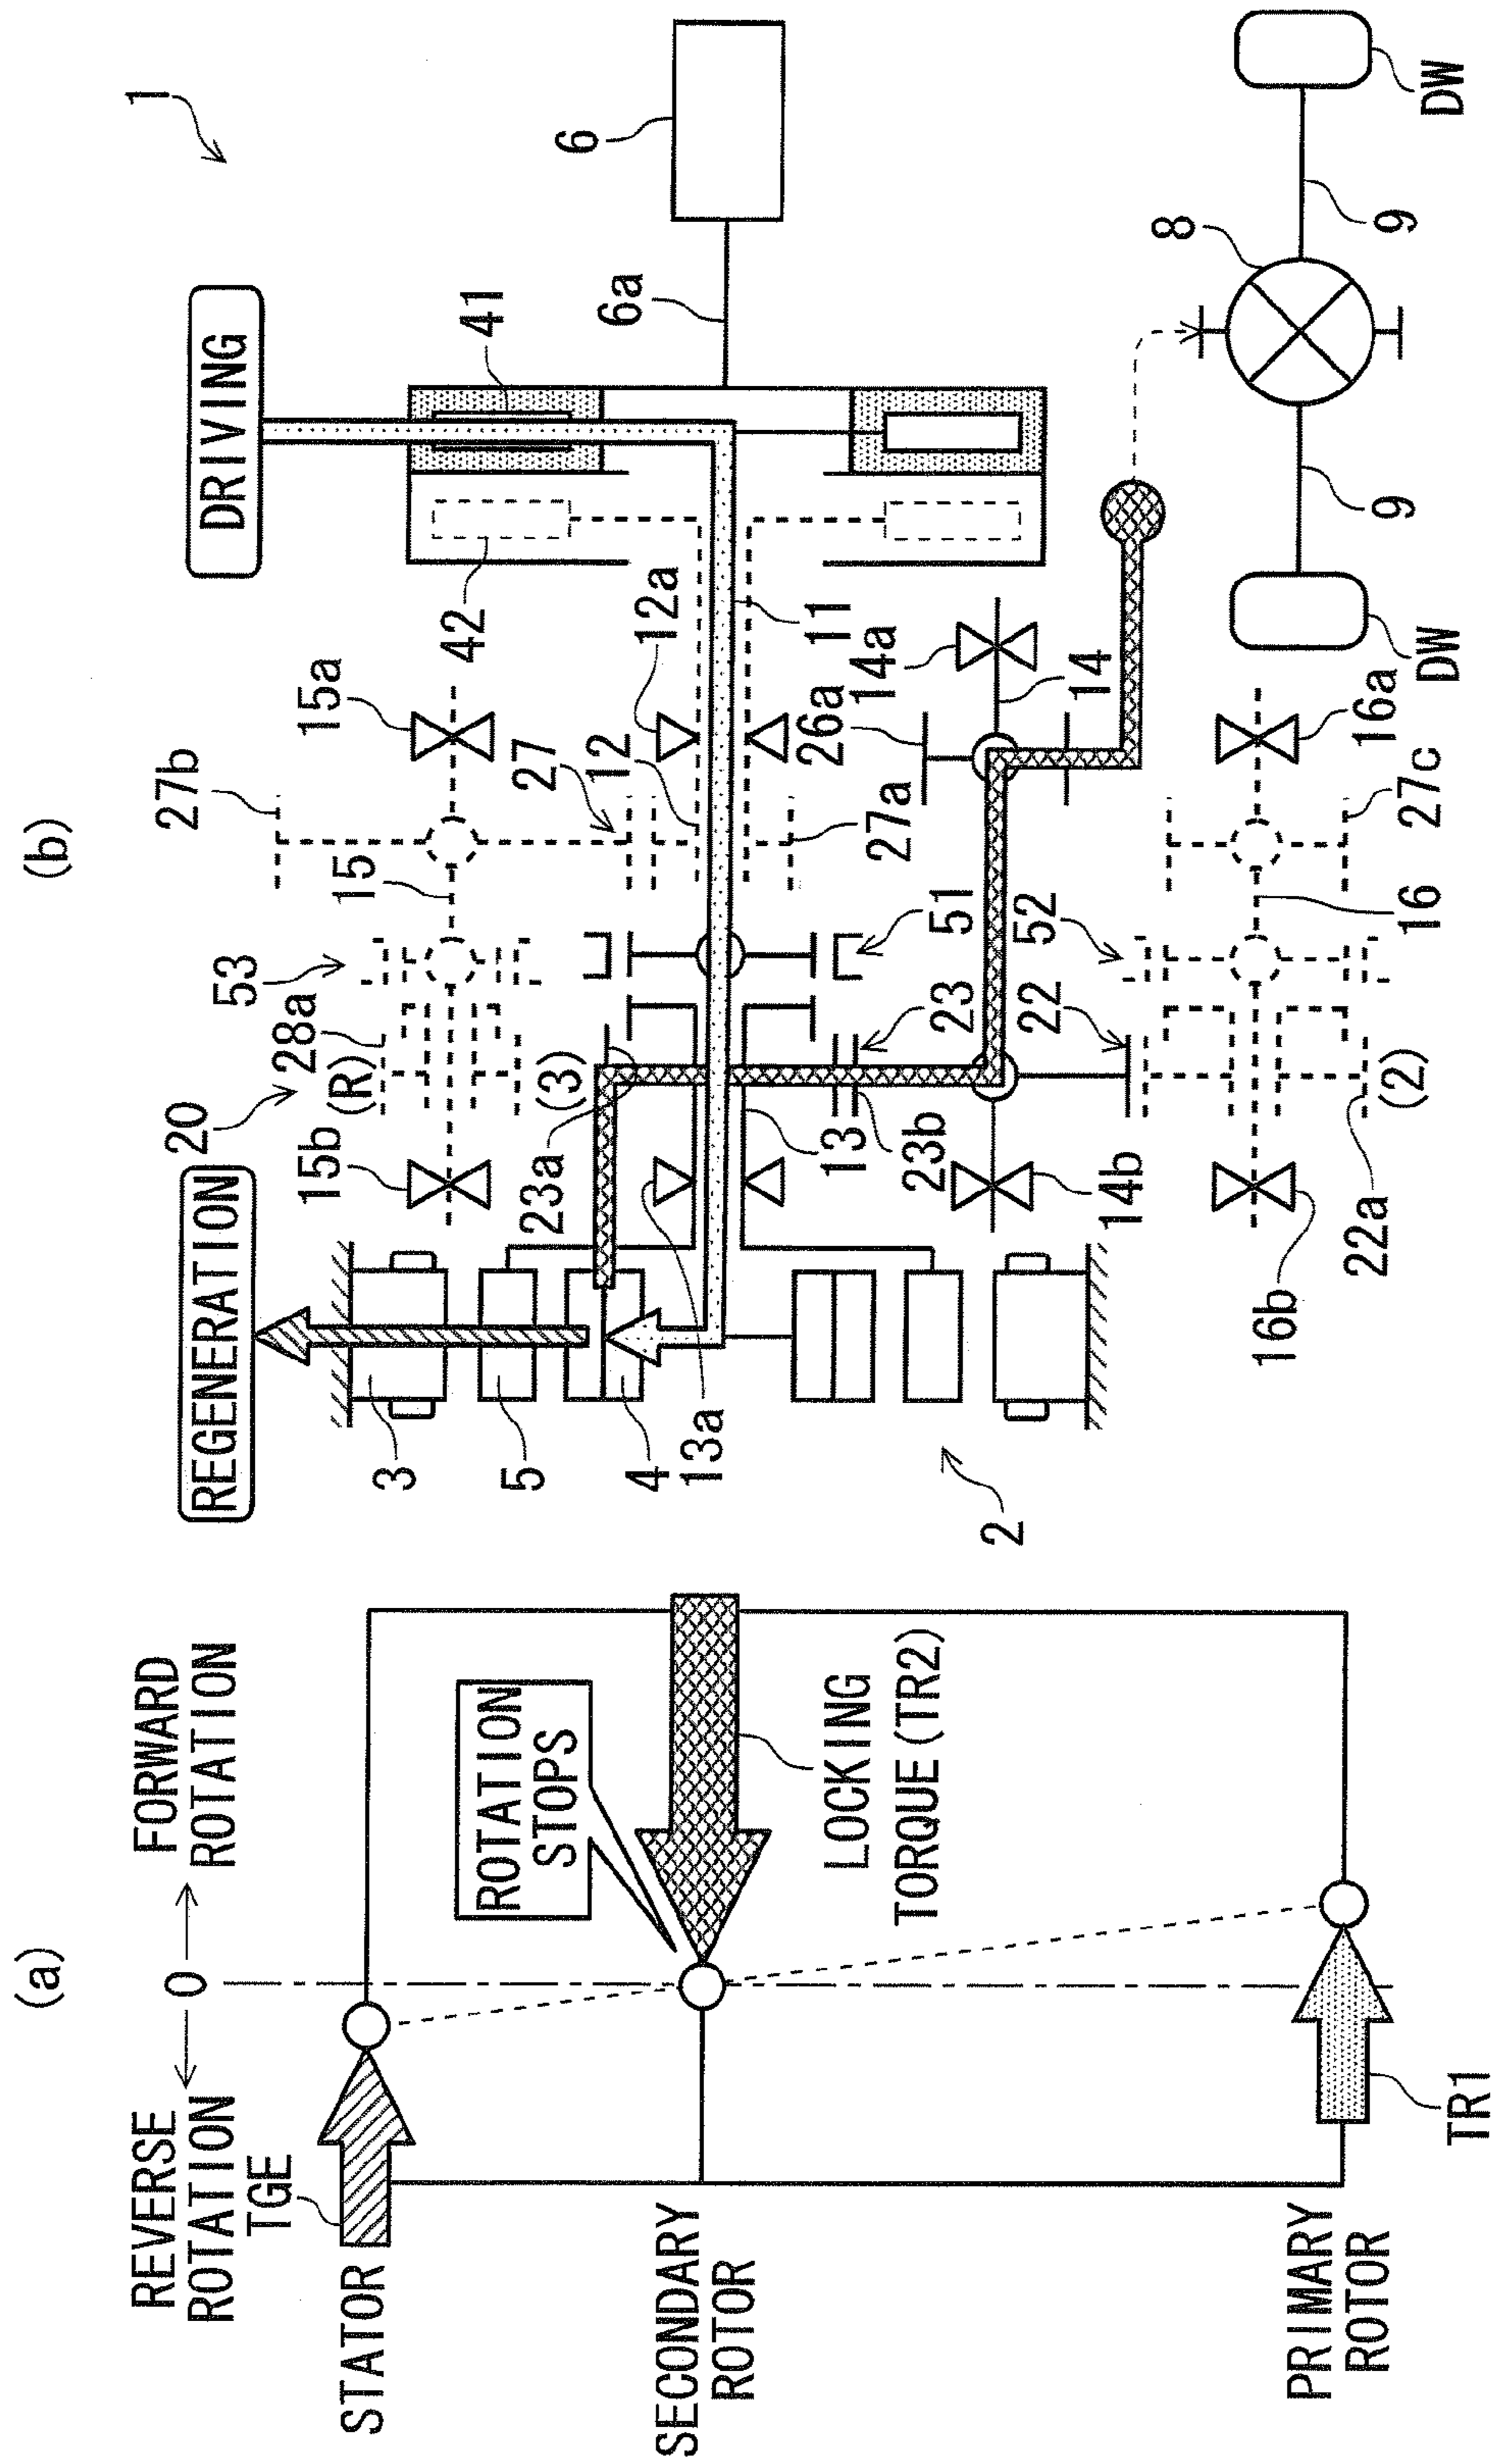 (a)
REVERSE
ROTATION
0
FORWARD
ROTATION
TGE
STATOR
ROTATION
STOPS
SECONDARY
ROTOR
LOCKING
TORQUE (TR2)
PRIMARY
ROTOR
TR1
(b)
1
REGENERATION
DRIVING
20
15b
(R)
28a
53
15
27b
15a
27
12
12a
42
41
6a
6
3
5
4
13a
23a
(3)
13
23b
23
51
27a
26a
14a
11
14
2
14b
22
52
22a
(2)
16b
16
27c
16a
8
9
9
DW
DW